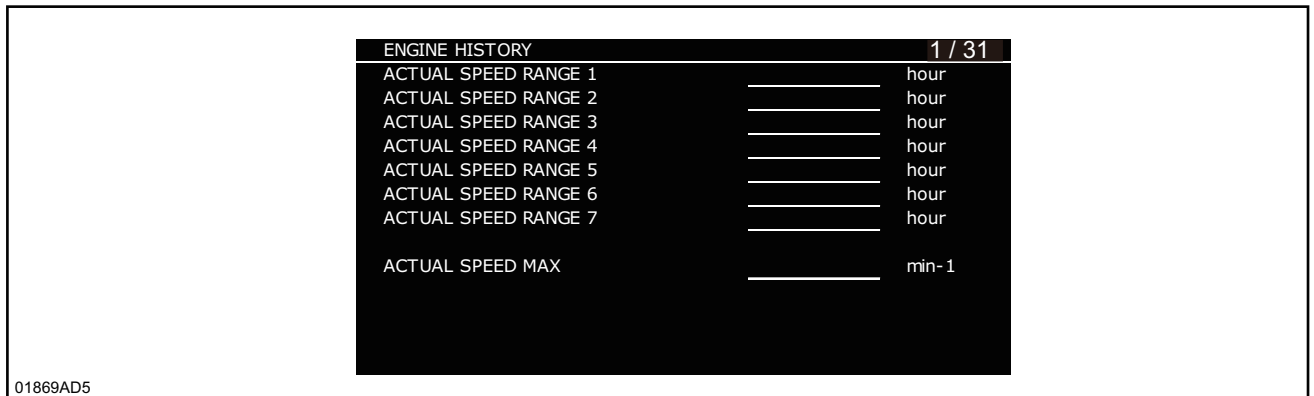 ENGINE HISTORY 1 / 31
ACTUAL SPEED RANGE 1 hour
ACTUAL SPEED RANGE 2 hour
ACTUAL SPEED RANGE 3 hour
ACTUAL SPEED RANGE 4 hour
ACTUAL SPEED RANGE 5 hour
ACTUAL SPEED RANGE 6 hour
ACTUAL SPEED RANGE 7 hour
ACTUAL SPEED MAX min-1
01869AD5